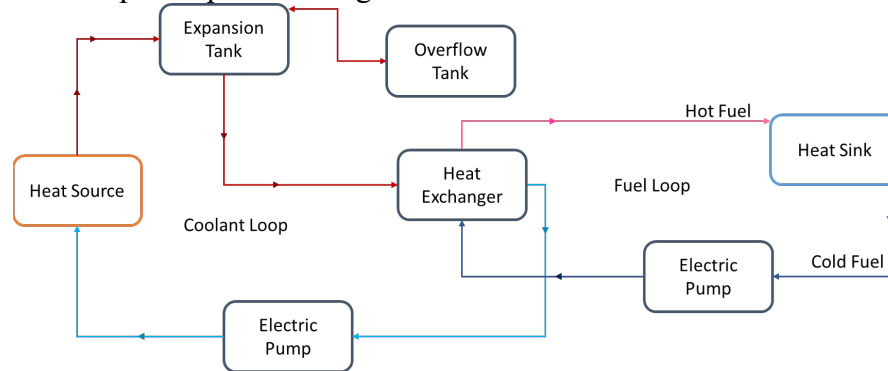 Expansion
Tank
Overflow
Tank
Hot Fuel
Heat Sink
Heat
Exchanger
Fuel Loop
Heat Source
Coolant Loop
Cold Fuel
Electric
Pump
Electric
Pump